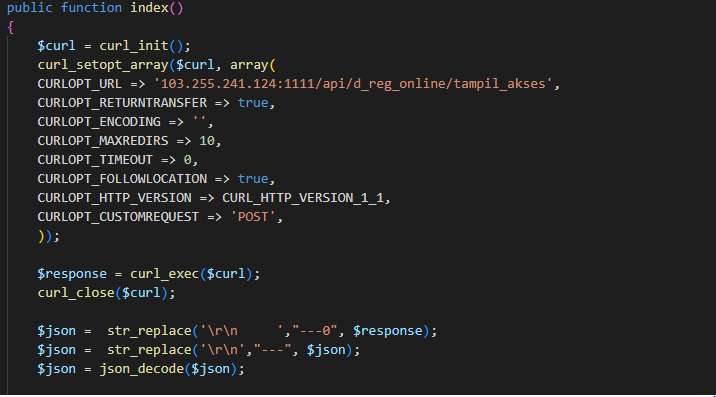 public function index()
{
    $curl = curl_init();
    curl_setopt_array($curl, array(
    CURLOPT_URL => '103.255.241.124:1111/api/d_reg_online/tampil_akses',
    CURLOPT_RETURNTRANSFER => true,
    CURLOPT_ENCODING => '',
    CURLOPT_MAXREDIRS => 10,
    CURLOPT_TIMEOUT => 0,
    CURLOPT_FOLLOWLOCATION => true,
    CURLOPT_HTTP_VERSION => CURL_HTTP_VERSION_1_1,
    CURLOPT_CUSTOMREQUEST => 'POST',
    ));
    $response = curl_exec($curl);
    curl_close($curl);
    $json =  str_replace('\r\n     ',"---0", $response);
    $json =  str_replace('\r\n',"---", $json);
    $json = json_decode($json);